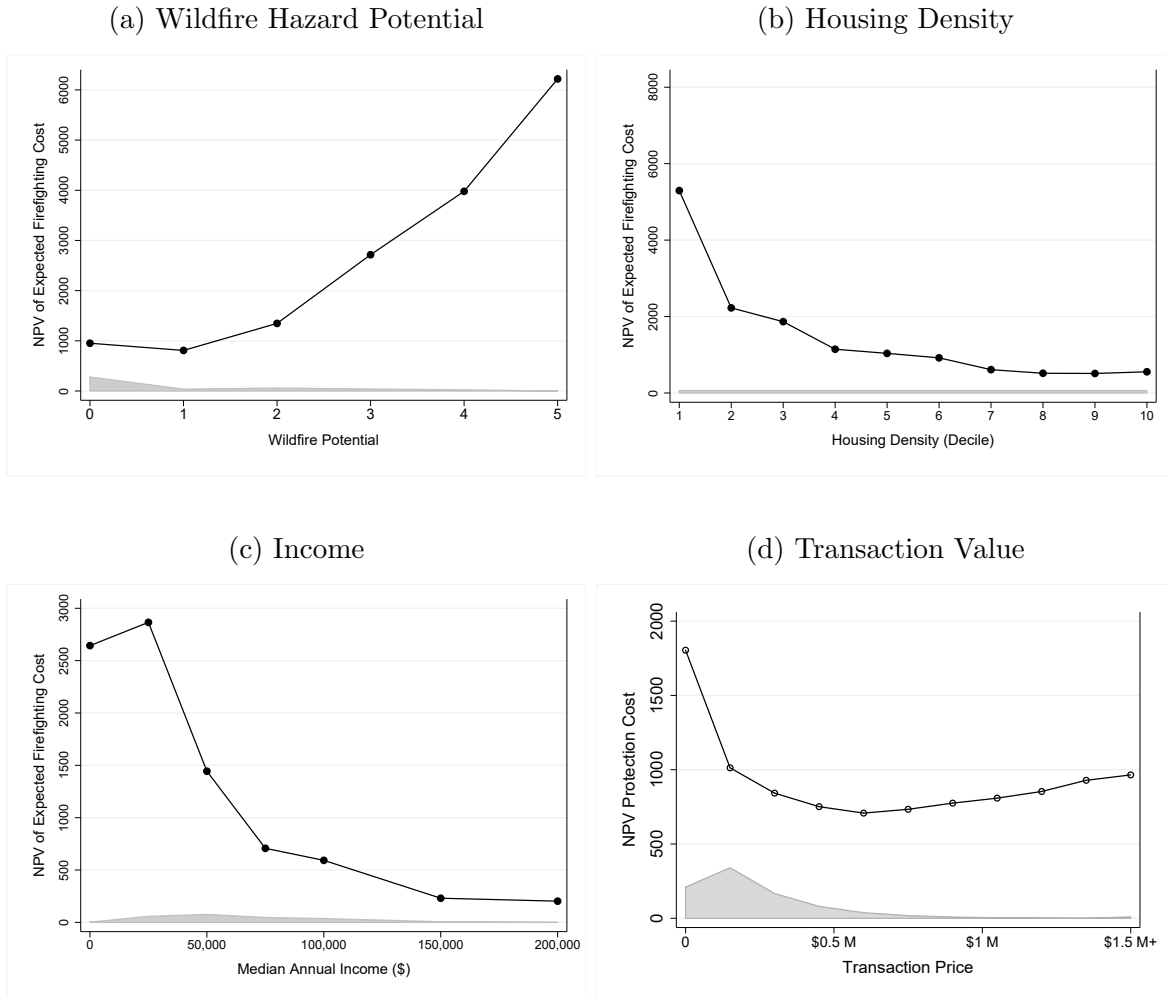 (a) Wildfire Hazard Potential
NPV of Expected Firefighting Cost
6000
5000
4000
3000
2000
1000
0
0 1 2 3 4 5
Wildfire Potential
(b) Housing Density
NPV of Expected Firefighting Cost
8000
6000
4000
2000
0
1 2 3 4 5 6 7 8 9 10
Housing Density (Decile)
(c) Income
NPV of Expected Firefighting Cost
3000
2500
2000
1500
1000
500
0
0 50,000 100,000 150,000 200,000
Median Annual Income ($)
(d) Transaction Value
NPV Protection Cost
2000
1500
1000
500
0
0 $0.5 M $1 M $1.5 M+
Transaction Price